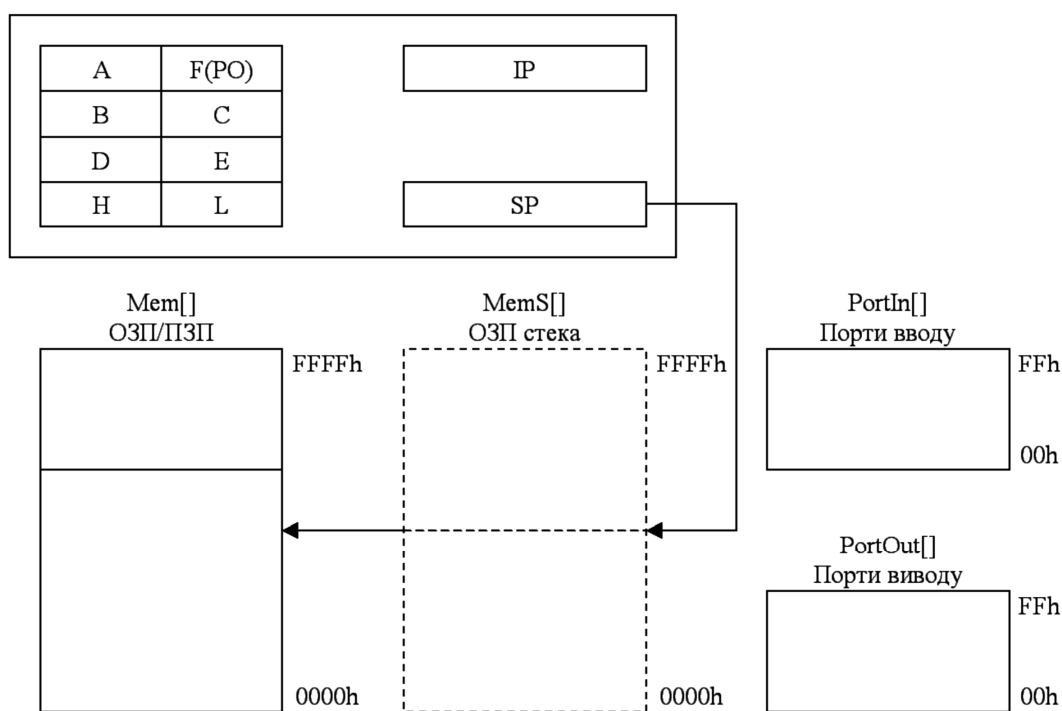 A F(PO) IP
B C
D E
H L SP
Mem[] MemS[] PortIn[]
ОЗП/ПЗП ОЗП стека Порти вводу
FFFFh FFFFh FFh
00h
PortOut[]
Порти виводу
FFh
0000h 0000h 00h